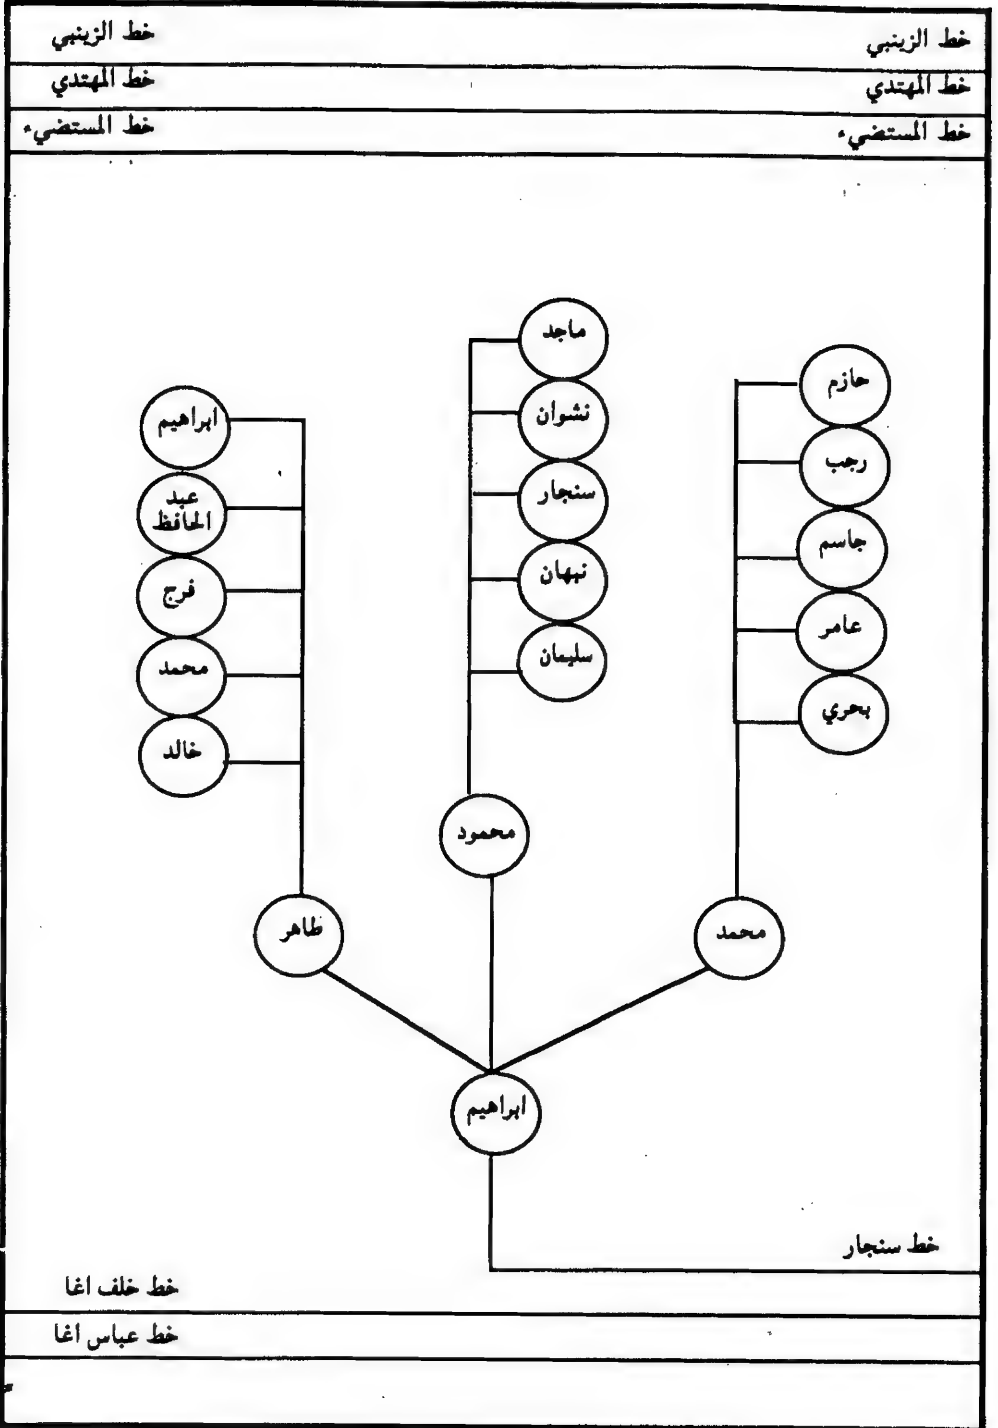 خط الزينبي
خط الزينبي
خط المهتدي
خط المهتدي
خط المستضيء
خط المستضيء
حازم
رجب
جاسم
عامر
بحري
محمد
ماجد
نشوان
سنجار
نبهان
سليمان
محمود
ابراهيم
عبد
الحافظ
فرج
محمد
خالد
طاهر
ابراهيم
خط سنجار
خط خلف اغا
خط عباس اغا